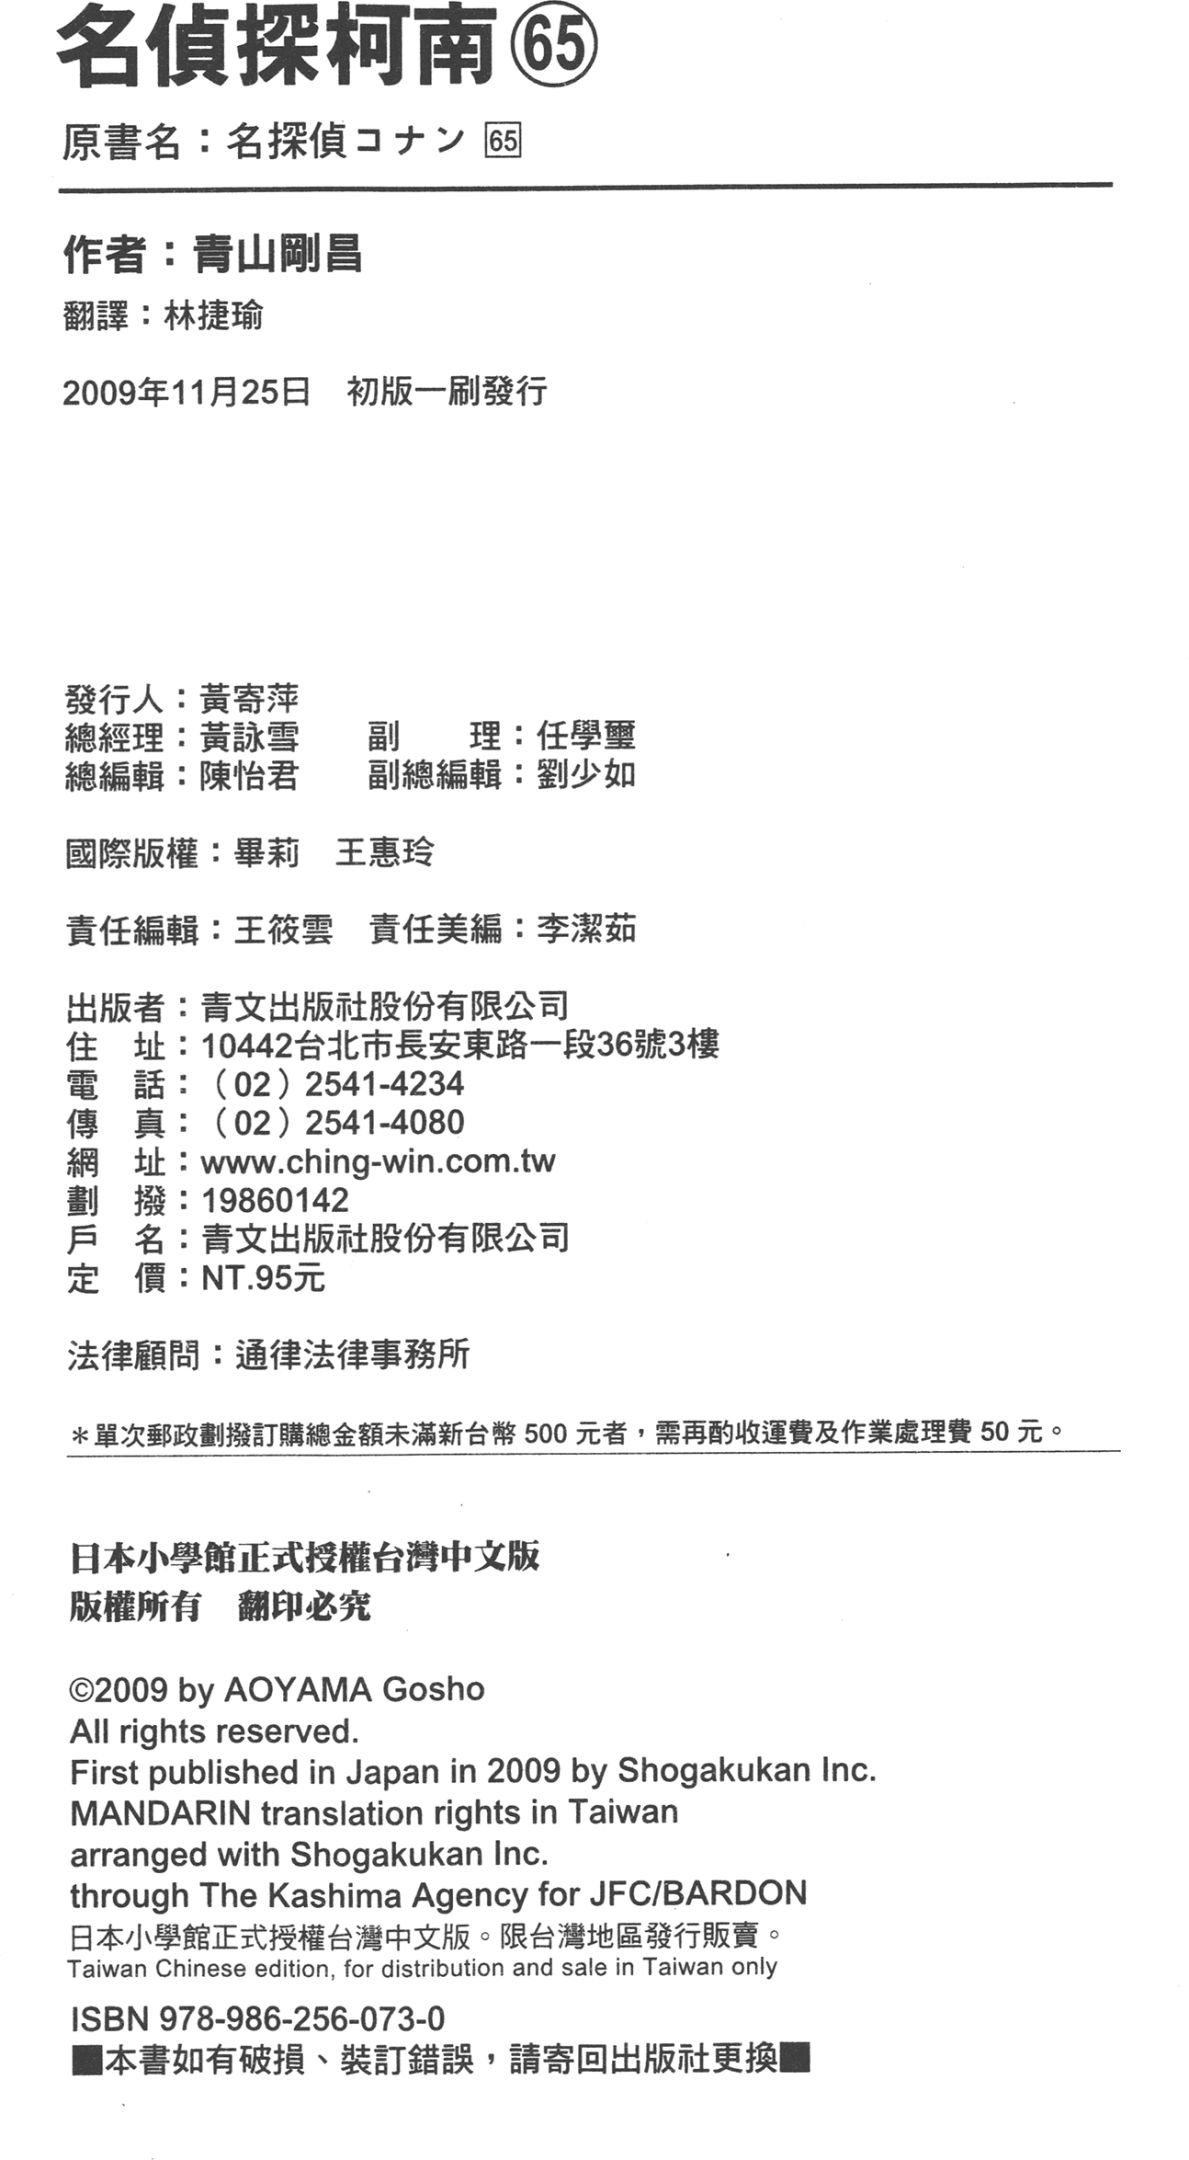 名偵探柯南65
原書名：名探偵コナン 65
作者：青山剛昌
翻譯：林捷瑜
2009年11月25日　初版一刷發行
發行人：黃寄萍
總經理：黃詠雪　　副　　理：任學璽
總編輯：陳怡君　　副總編輯：劉少如
國際版權：畢莉　王惠玲
責任編輯：王筱雲　責任美編：李潔茹
出版者：青文出版社股份有限公司
住　址：10442台北市長安東路一段36號3樓
電　話：（02）2541-4234
傳　真：（02）2541-4080
網　址：www.ching-win.com.tw
劃　撥：19860142
戶　名：青文出版社股份有限公司
定　價：NT.95元
法律顧問：通律法律事務所
＊單次郵政劃撥訂購總金額未滿新台幣 500 元者，需再酌收運費及作業處理費 50 元。
日本小學館正式授權台灣中文版
版權所有　翻印必究
©2009 by AOYAMA Gosho
All rights reserved.
First published in Japan in 2009 by Shogakukan Inc.
MANDARIN translation rights in Taiwan
arranged with Shogakukan Inc.
through The Kashima Agency for JFC/BARDON
日本小學館正式授權台灣中文版。限台灣地區發行販賣。
Taiwan Chinese edition, for distribution and sale in Taiwan only
ISBN 978-986-256-073-0
■本書如有破損、裝訂錯誤，請寄回出版社更換■